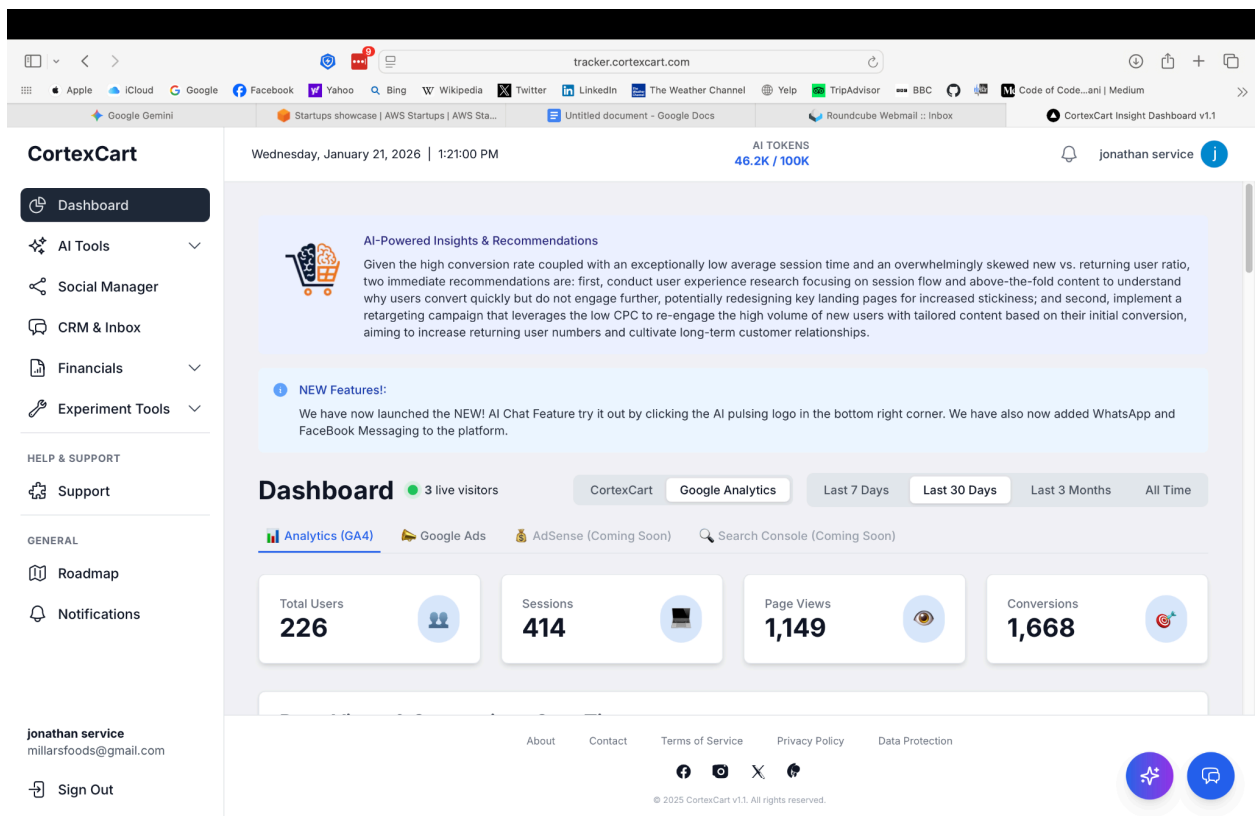 9
tracker.cortexcart.com
Apple iCloud Google Facebook Yahoo Bing Wikipedia Twitter LinkedIn The Weather Channel Yelp TripAdvisor BBC Code of Code...ani | Medium
Google Gemini Startups showcase | AWS Startups | AWS Sta... Untitled document - Google Docs Roundcube Webmail :: Inbox CortexCart Insight Dashboard v1.1
CortexCart
Wednesday, January 21, 2026 | 1:21:00 PM
AI TOKENS
46.2K / 100K
jonathan service j
Dashboard
AI Tools
Social Manager
CRM & Inbox
Financials
Experiment Tools
HELP & SUPPORT
Support
GENERAL
Roadmap
Notifications
jonathan service
millarsfoods@gmail.com
Sign Out
AI-Powered Insights & Recommendations
Given the high conversion rate coupled with an exceptionally low average session time and an overwhelmingly skewed new vs. returning user ratio,
two immediate recommendations are: first, conduct user experience research focusing on session flow and above-the-fold content to understand
why users convert quickly but do not engage further, potentially redesigning key landing pages for increased stickiness; and second, implement a
retargeting campaign that leverages the low CPC to re-engage the high volume of new users with tailored content based on their initial conversion,
aiming to increase returning user numbers and cultivate long-term customer relationships.
NEW Features!:
We have now launched the NEW! AI Chat Feature try it out by clicking the AI pulsing logo in the bottom right corner. We have also now added WhatsApp and
FaceBook Messaging to the platform.
Dashboard 3 live visitors CortexCart Google Analytics Last 7 Days Last 30 Days Last 3 Months All Time
Analytics (GA4) Google Ads AdSense (Coming Soon) Search Console (Coming Soon)
Total Users
226
Sessions
414
Page Views
1,149
Conversions
1,668
About Contact Terms of Service Privacy Policy Data Protection
© 2025 CortexCart v1.1. All rights reserved.